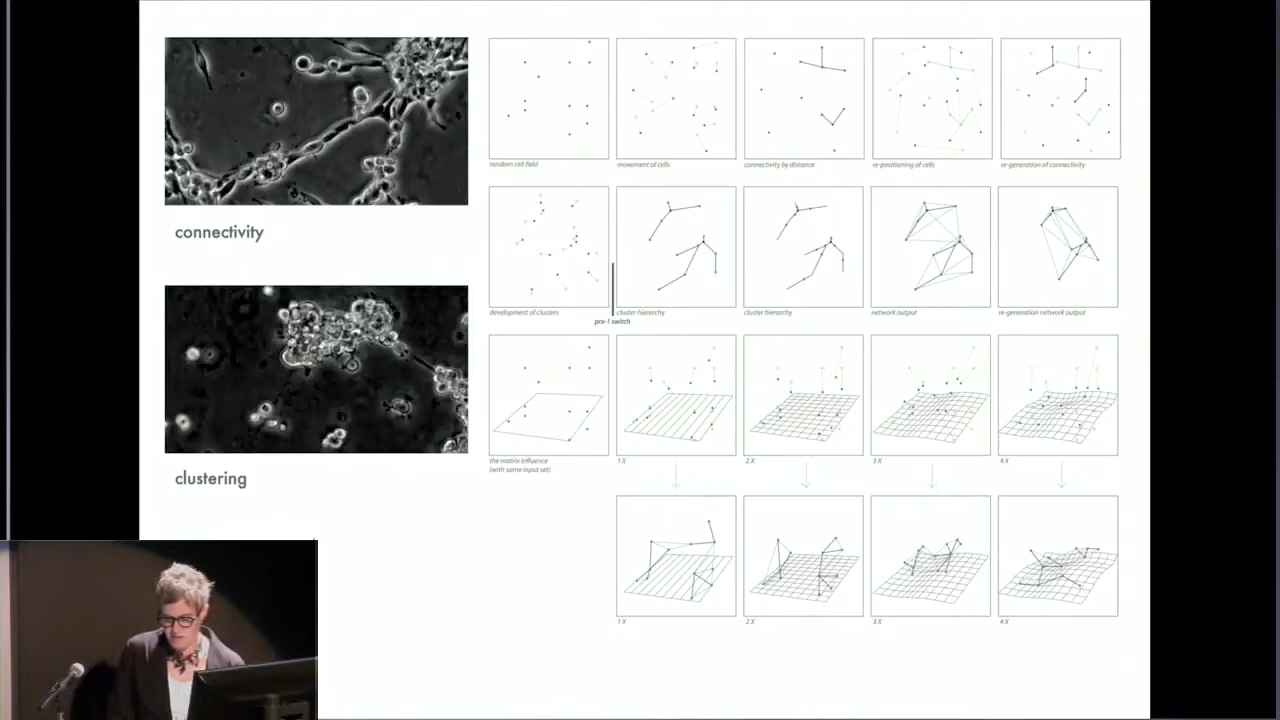 random cell field
movement of cells
connectivity by distance
re-positioning of cells
re-generation of connectivity
connectivity
development of clusters
cluster hierarchy
cluster hierarchy
network output
re-generation network output
pre-1 switch
the matrix influence
(with same input set)
1 X
2 X
3 X
4 X
clustering
1 X
2 X
3 X
4 X